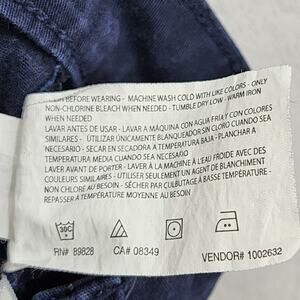 BEFORE WEARING - MACHINE WASH COLD WITH LIKE COLORS - ONLY
NON-CHLORINE BLEACH WHEN NEEDED - TUMBLE DRY LOW - WARM IRON
WHEN NEEDED
LAVAR ANTES DE USAR - LAVAR A MÁQUINA CON AGUA FRÍA Y CON COLORES
SIMILARES - UTILIZAR ÚNICAMENTE BLANQUEADOR SIN CLORO CUANDO SEA
NECESARIO - SECAR EN SECADORA A TEMPERATURA BAJA - PLANCHAR A
TEMPERATURA MEDIA CUANDO SEA NECESARIO
LAVER AVANT DE PORTER - LAVER À LA MACHINE À L'EAU FROIDE AVEC
COULEURS SIMILAIRES - UTILISER SEULEMENT UN AGENT DE BLANCHIMENT
NON CHLORÉ AU BESOIN - SÉCHER PAR CULBUTAGE À BASSE TEMPÉRATURE
REPASSER À TEMPÉRATURE MOYENNE AU BESOIN
30C
RN# 89828 CA# 08349 VENDOR# 1002632